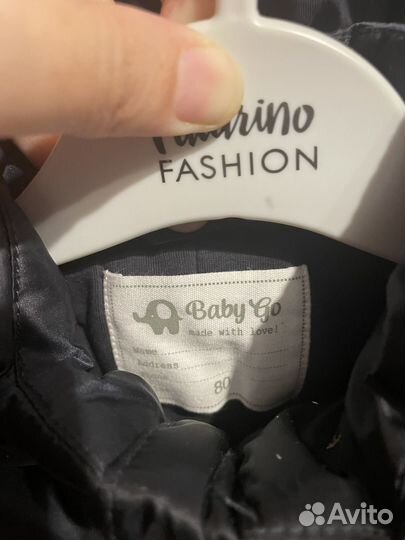 FASHION
Baby Go
made with love!
Name
Address
80
Avito